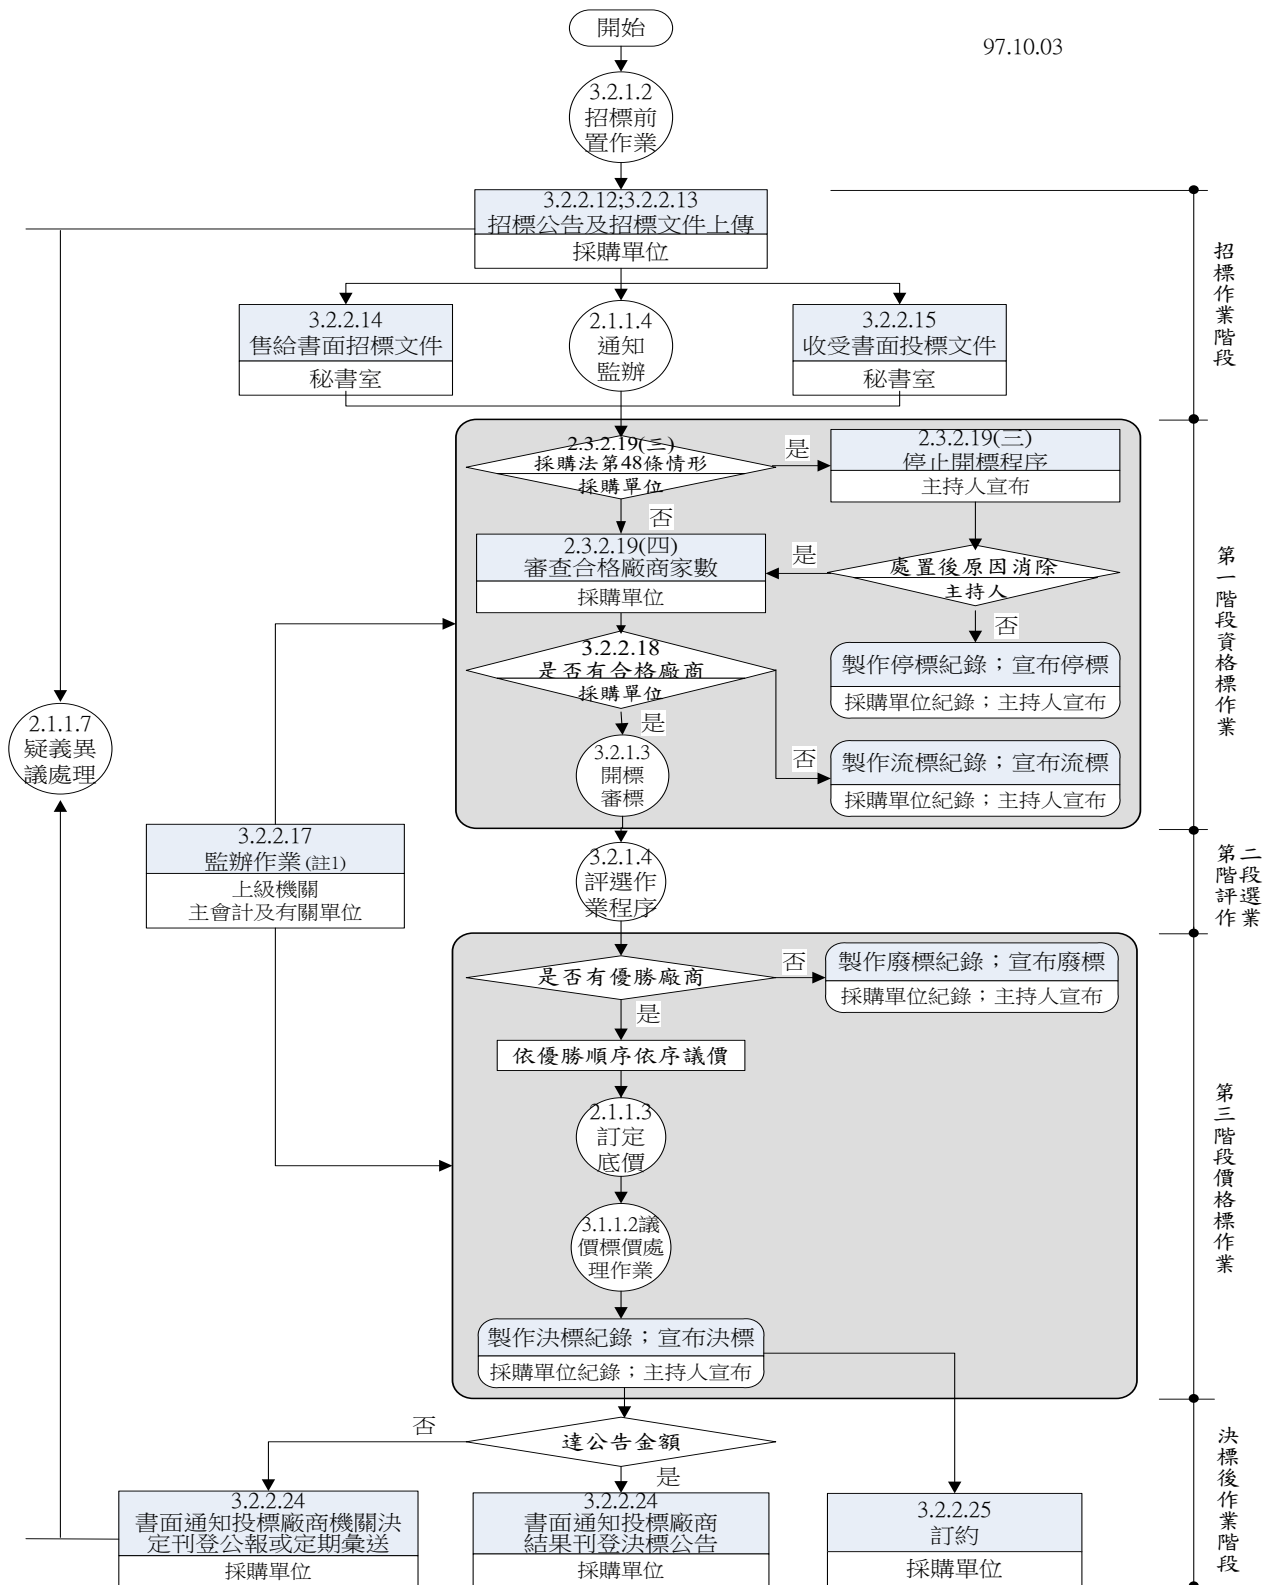 開始
97.10.03
3.2.1.2
招標前
置作業
3.2.2.12;3.2.2.13
招標公告及招標文件上傳
採購單位
招標作業階段
3.2.2.14
售給書面招標文件
秘書室
2.1.1.4
通知
監辦
3.2.2.15
收受書面投標文件
秘書室
2.3.2.19(三)
採購法第48條情形
採購單位
是
2.3.2.19(三)
停止開標程序
主持人宣布
否
2.3.2.19(四)
審查合格廠商家數
採購單位
是
處置後原因消除
主持人
否
第一階段資格標作業
3.2.2.18
是否有合格廠商
採購單位
製作停標紀錄；宣布停標
採購單位紀錄；主持人宣布
是
2.1.1.7
疑義異
議處理
3.2.1.3
開標
審標
否
製作流標紀錄；宣布流標
採購單位紀錄；主持人宣布
3.2.2.17
監辦作業(註1)
上級機關
主會計及有關單位
3.2.1.4
評選作
業程序
第二
階段
評選
作業
是否有優勝廠商
否
製作廢標紀錄；宣布廢標
採購單位紀錄；主持人宣布
是
依優勝順序依序議價
2.1.1.3
訂定
底價
第三階段價格標作業
3.1.1.2議
價標價處
理作業
製作決標紀錄；宣布決標
採購單位紀錄；主持人宣布
否
達公告金額
是
決標後作業階段
3.2.2.24
書面通知投標廠商機關決
定刊登公報或定期彙送
採購單位
3.2.2.24
書面通知投標廠商
結果刊登決標公告
採購單位
3.2.2.25
訂約
採購單位